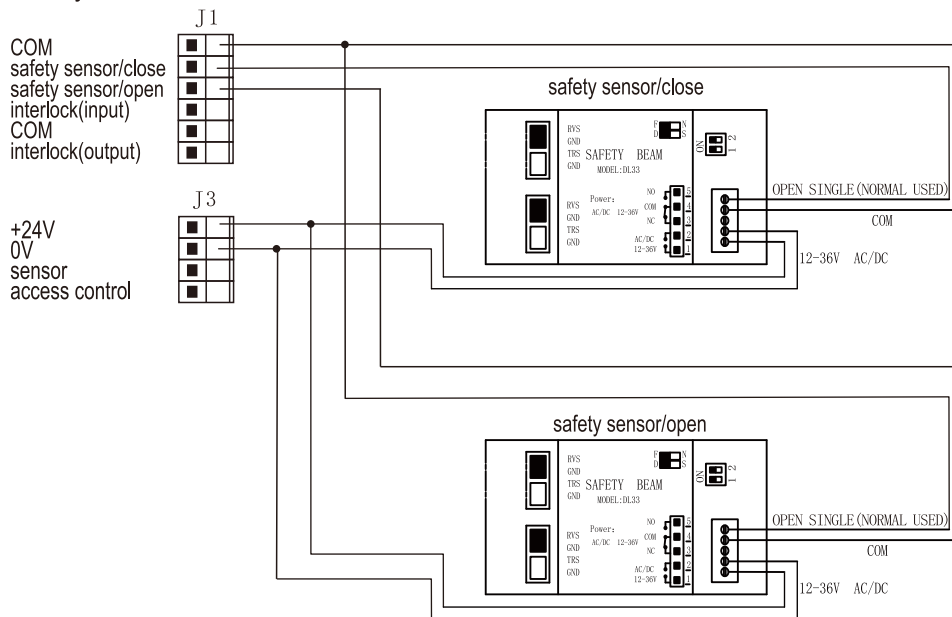 J1
COM
safety sensor/close
safety sensor/open
interlock(input)
COM
interlock(output)
J3
+24V
0V
sensor
access control
safety sensor/close
RVS
GND
TRS
GND
SAFETY BEAM
MODEL:DL33
F N
D S
ON
1 2
RVS
GND
TRS
GND
Power:
AC/DC 12-36V
NO 5
COM 4
NC 3
AC/DC 2
12-36V 1
OPEN SINGLE(NORMAL USED)
COM
12-36V AC/DC
safety sensor/open
RVS
GND
TRS
GND
SAFETY BEAM
MODEL:DL33
F N
D S
ON
1 2
RVS
GND
TRS
GND
Power:
AC/DC 12-36V
NO 5
COM 4
NC 3
AC/DC 2
12-36V 1
OPEN SINGLE(NORMAL USED)
COM
12-36V AC/DC